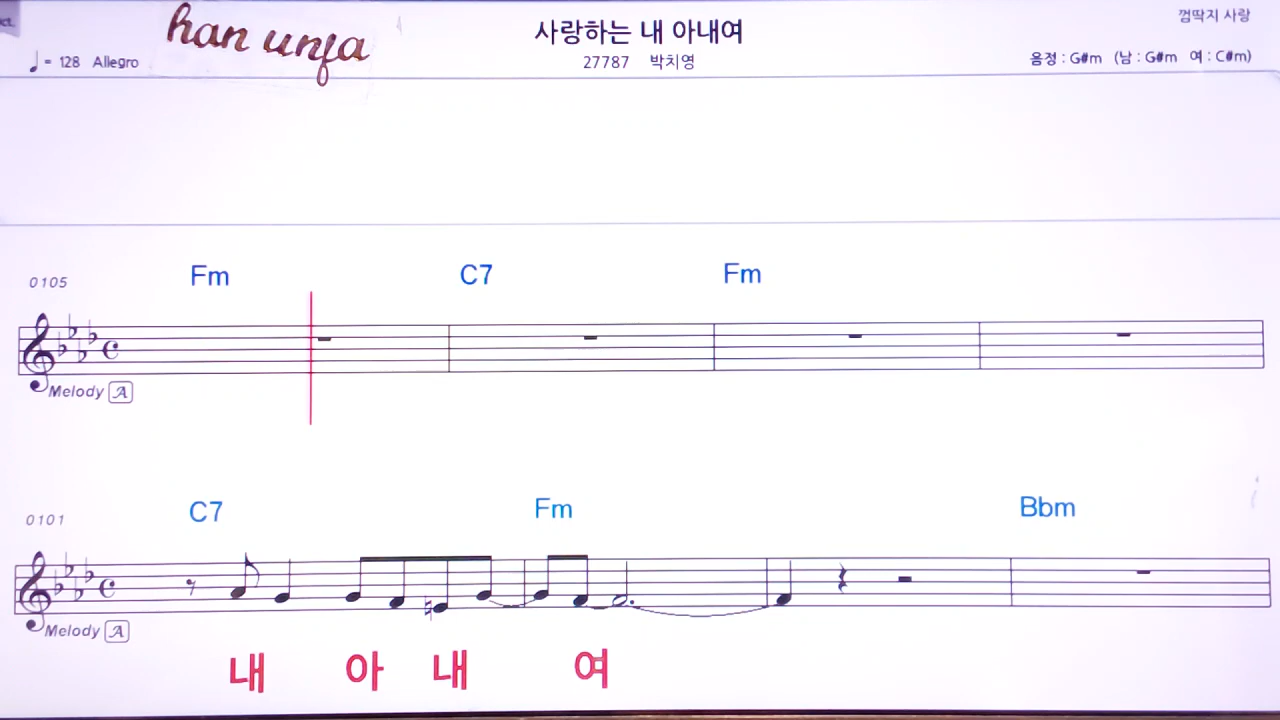 ct.
han unja
사랑하는 내 아내여
껌딱지 사랑
♩ = 128 Allegro
27787 박치영
음정 : G#m (남 : G#m 여 : C#m)
Fm C7 Fm
0105
Melody A
C7 Fm Bbm
0101
Melody A
내 아 내 여